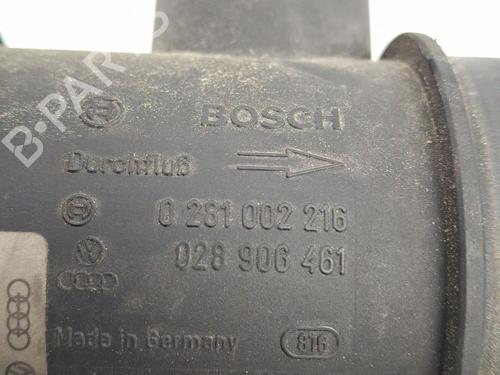 B-PARTS
BOSCH
Durchfluß
0 281 002 216
028 906 461
Made in Germany 816